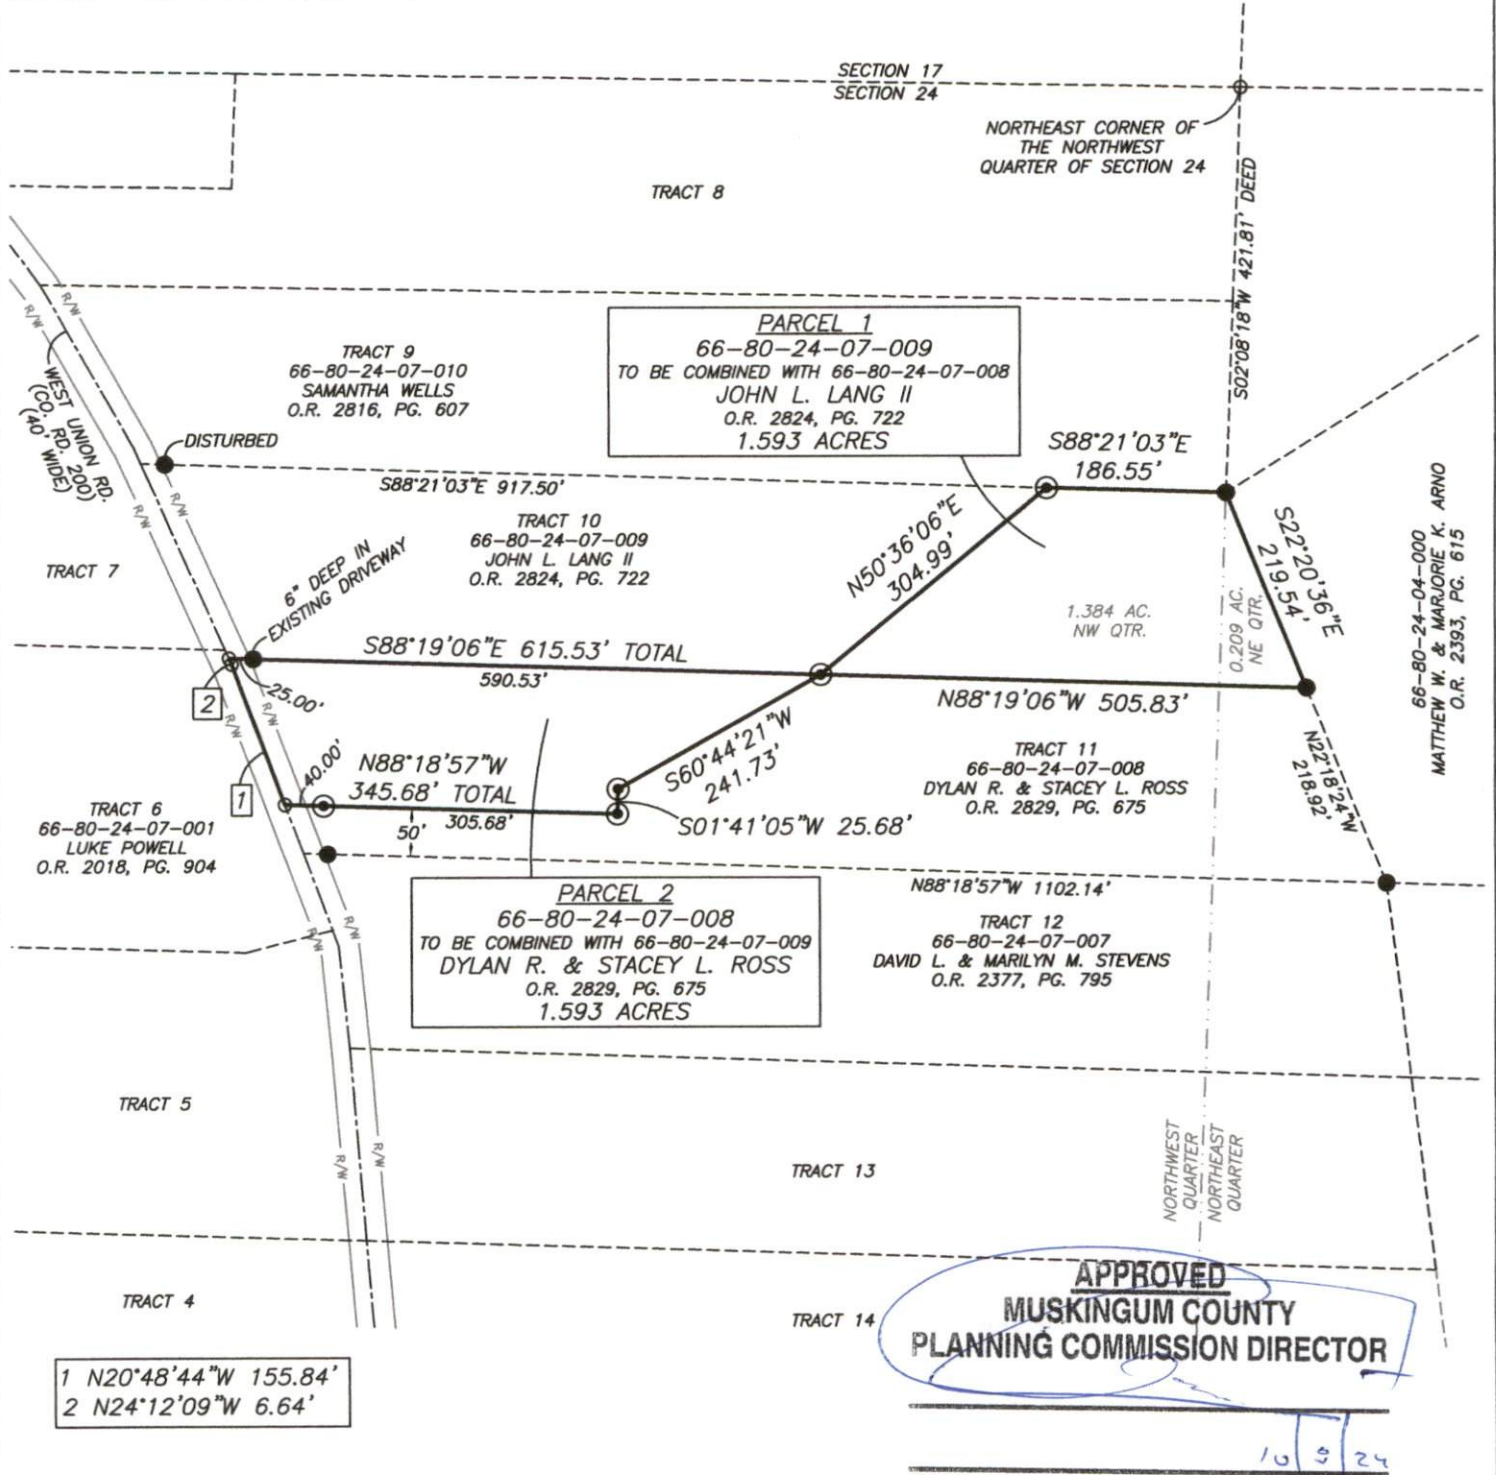 SECTION 17
SECTION 24
NORTHEAST CORNER OF
THE NORTHWEST
QUARTER OF SECTION 24
TRACT 8
S02°08'18"W 421.81' DEED
R/W
R/W
WEST UNION RD.
(CO. RD. 200)
(40' WIDE)
TRACT 9
66-80-24-07-010
SAMANTHA WELLS
O.R. 2816, PG. 607
PARCEL 1
66-80-24-07-009
TO BE COMBINED WITH 66-80-24-07-008
JOHN L. LANG II
O.R. 2824, PG. 722
1.593 ACRES
DISTURBED
S88°21'03"E
186.55'
S88°21'03"E 917.50'
R/W
R/W
TRACT 10
66-80-24-07-009
JOHN L. LANG II
O.R. 2824, PG. 722
N50°36'06"E
304.99'
S22°20'36"E
219.54'
66-80-24-04-000
MATTHEW W. & MARJORIE K. ARNO
O.R. 2393, PG. 615
TRACT 7
6" DEEP IN
EXISTING DRIVEWAY
1.384 AC.
NW QTR.
0.209 AC.
NE QTR.
S88°19'06"E 615.53' TOTAL
590.53'
2
25.00'
R/W
R/W
N88°19'06"W 505.83'
S60°44'21"W
241.73'
TRACT 11
66-80-24-07-008
DYLAN R. & STACEY L. ROSS
O.R. 2829, PG. 675
N22°18'24"W
218.92'
1
40.00'
N88°18'57"W
345.68' TOTAL
305.68'
50'
S01°41'05"W 25.68'
TRACT 6
66-80-24-07-001
LUKE POWELL
O.R. 2018, PG. 904
N88°18'57"W 1102.14'
PARCEL 2
66-80-24-07-008
TO BE COMBINED WITH 66-80-24-07-009
DYLAN R. & STACEY L. ROSS
O.R. 2829, PG. 675
1.593 ACRES
TRACT 12
66-80-24-07-007
DAVID L. & MARILYN M. STEVENS
O.R. 2377, PG. 795
R/W
R/W
TRACT 5
R/W
R/W
TRACT 13
NORTHWEST
QUARTER
NORTHEAST
QUARTER
TRACT 4
TRACT 14
APPROVED
MUSKINGUM COUNTY
PLANNING COMMISSION DIRECTOR
1 N20°48'44"W 155.84'
2 N24°12'09"W 6.64'
10 24